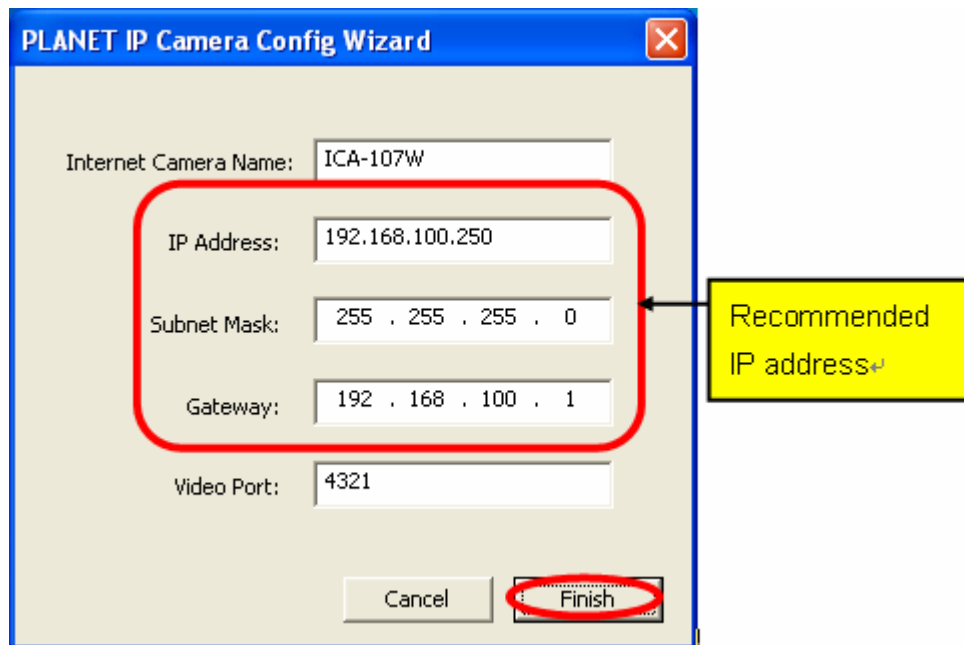 PLANET IP Camera Config Wizard
Internet Camera Name: ICA-107W
IP Address: 192.168.100.250
Subnet Mask: 255 . 255 . 255 . 0
Gateway: 192 . 168 . 100 . 1
Video Port: 4321
Cancel Finish
Recommended
IP address↵